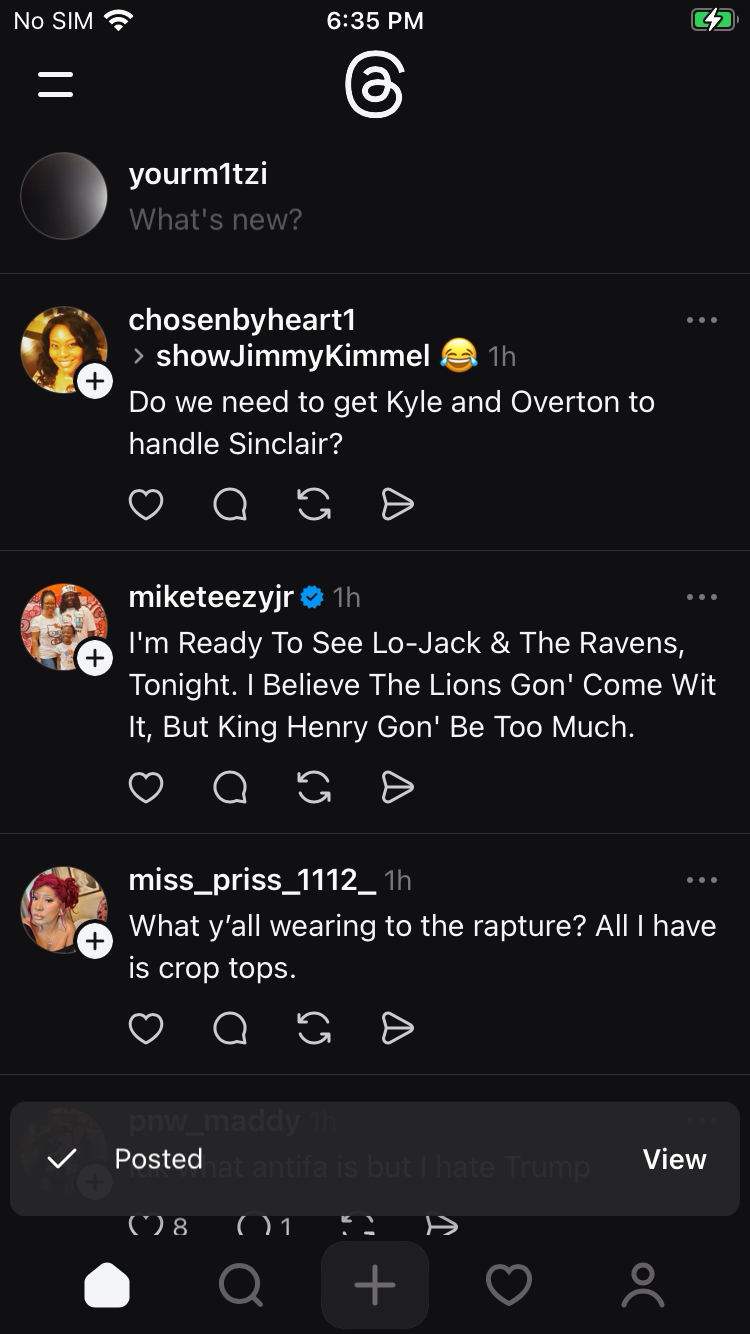 No SIM 6:35 PM
yourm1tzi
What's new?
chosenbyheart1
> showJimmyKimmel 😂 1h
Do we need to get Kyle and Overton to
handle Sinclair?
miketeezyjr 1h
I'm Ready To See Lo-Jack & The Ravens,
Tonight. I Believe The Lions Gon' Come Wit
It, But King Henry Gon' Be Too Much.
miss_priss_1112_ 1h
What y’all wearing to the rapture? All I have
is crop tops.
pnw_maddy 1h
Posted View
what antifa is but I hate Trump
8 1